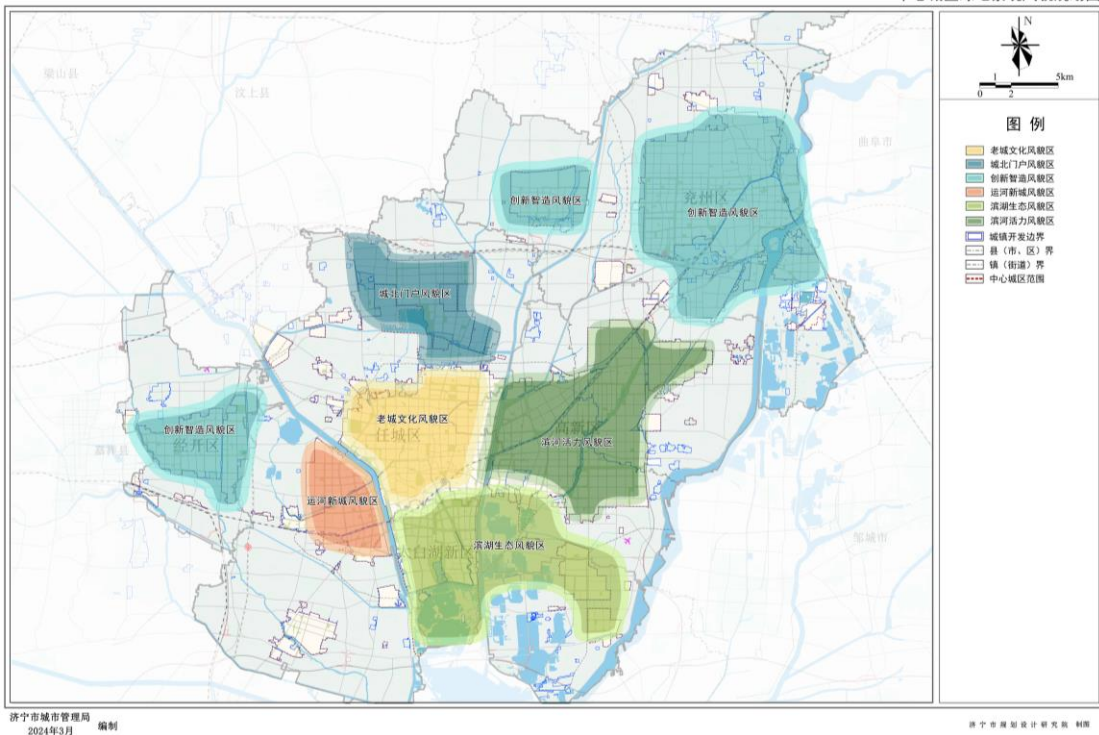 N
1
5km
0
2
图 例
老城文化风貌区
城北门户风貌区
创新智造风貌区
运河新城风貌区
滨湖生态风貌区
滨河活力风貌区
城镇开发边界
县（市、区）界
镇（街道）界
中心城区范围
梁山县
汶上县
曲阜市
兖州区
创新智造风貌区
创新智造风貌区
城北门户风貌区
老城文化风貌区
任城区
高新区
滨河活力风貌区
创新智造风貌区
经开区
嘉祥县
运河新城风貌区
太白湖新区
滨湖生态风貌区
邹城市
济宁市城市管理局
2024年3月
编制
济宁市规划设计研究院 制图